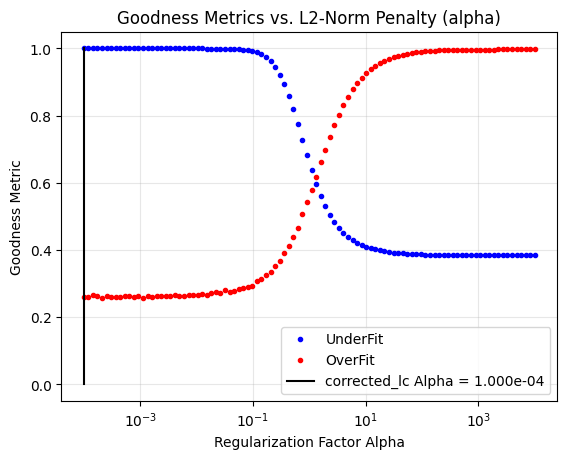 Goodness Metrics vs. L2-Norm Penalty (alpha)
Goodness Metric
1.0
0.8
0.6
0.4
0.2
0.0
UnderFit
OverFit
corrected_lc Alpha = 1.000e-04
10⁻³
10⁻¹
10¹
10³
Regularization Factor Alpha